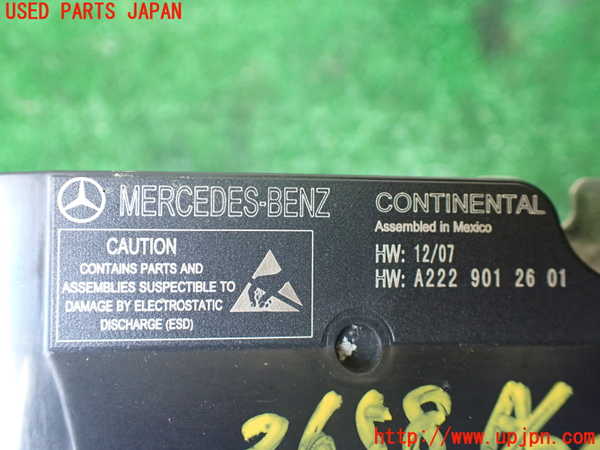 USED PARTS JAPAN
MERCEDES-BENZ
CONTINENTAL
Assembled in Mexico
HW: 12/07
HW: A222 901 26 01
CAUTION
CONTAINS PARTS AND
ASSEMBLIES SUSPECTIBLE TO
DAMAGE BY ELECTROSTATIC
DISCHARGE (ESD)
2668
http://www.upjpn.com/